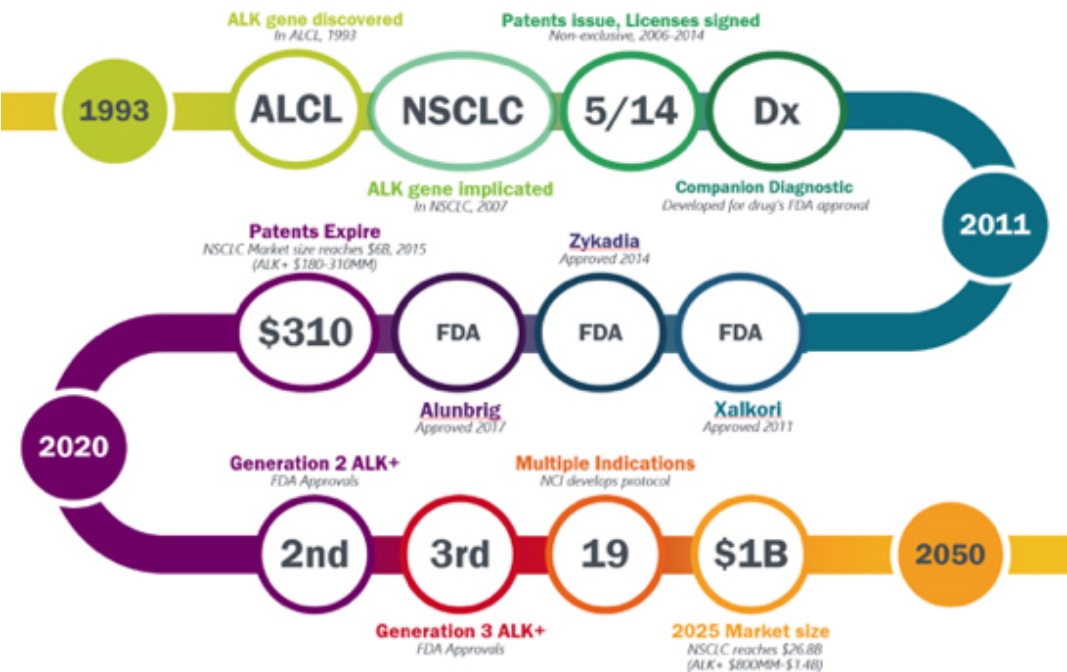 ALK gene discovered
In ALCL, 1993
Patents issue, Licenses signed
Non-exclusive, 2006-2014
1993
ALCL
NSCLC
5/14
Dx
ALK gene implicated
In NSCLC, 2007
Companion Diagnostic
Developed for drug's FDA approval
2011
Patents Expire
NSCLC Market size reaches $6B, 2015
(ALK+ $180-310MM)
Zykadia
Approved 2014
$310
FDA
FDA
FDA
Alunbrig
Approved 2017
Xalkori
Approved 2011
2020
Generation 2 ALK+
FDA Approvals
Multiple Indications
NCI develops protocol
2nd
3rd
19
$1B
2050
Generation 3 ALK+
FDA Approvals
2025 Market size
NSCLC reaches $26.8B
(ALK+ $800MM-$1.4B)